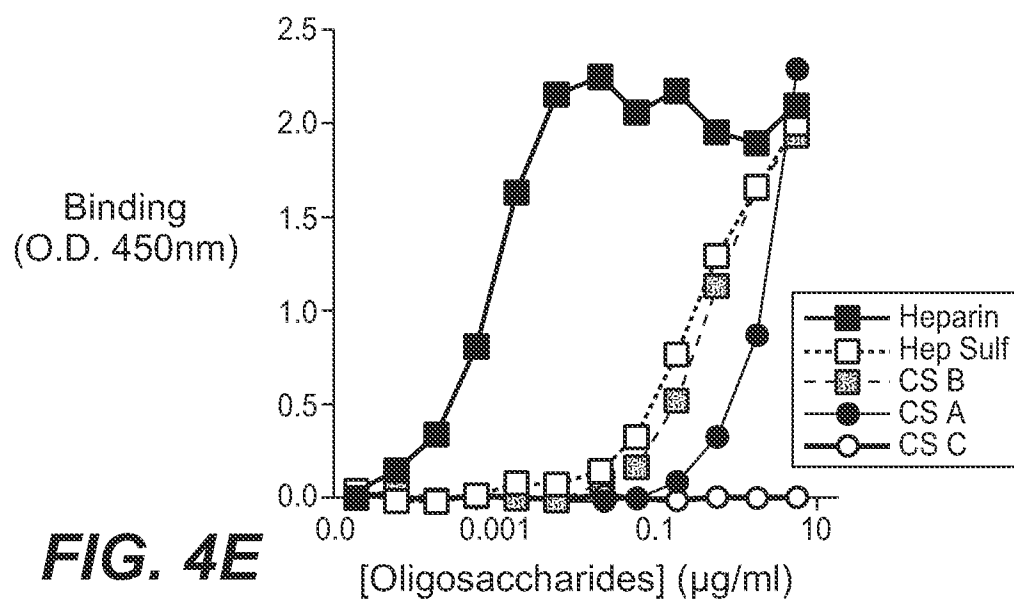 2.5
2.0
Binding
(O.D. 450nm)
1.5
1.0
0.5
0.0
Heparin
Hep Sulf
CS B
CS A
CS C
0.0 0.001 0.1 10
FIG. 4E
[Oligosaccharides] (µg/ml)